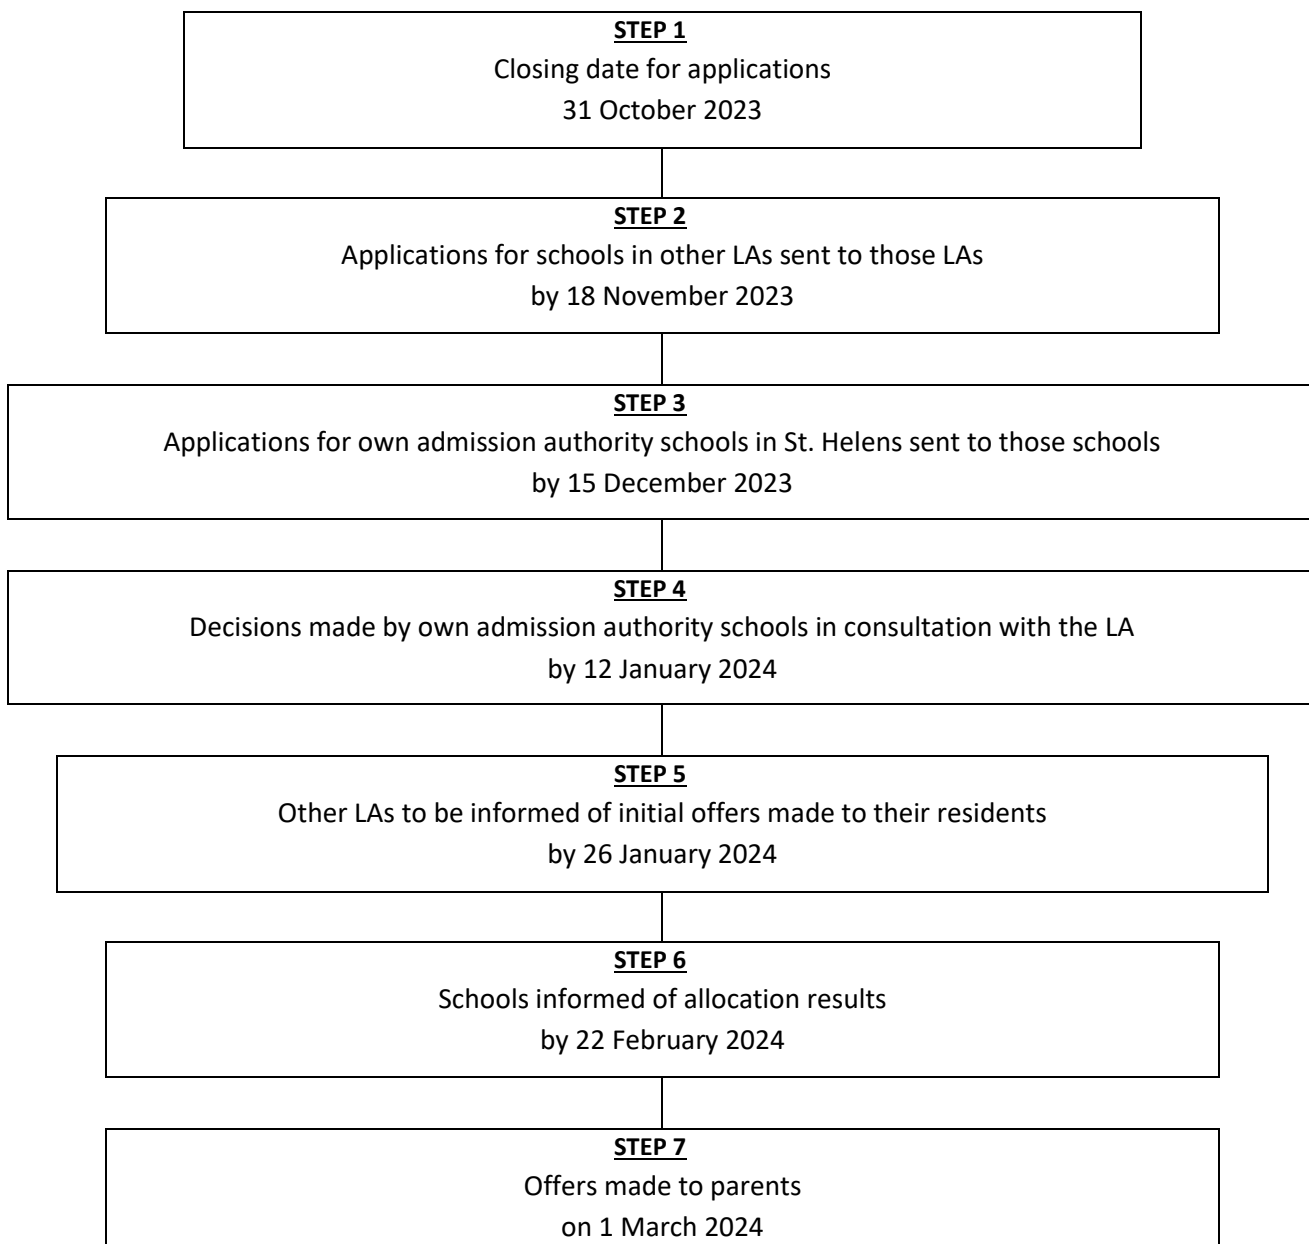 STEP 1
Closing date for applications
31 October 2023
STEP 2
Applications for schools in other LAs sent to those LAs
by 18 November 2023
STEP 3
Applications for own admission authority schools in St. Helens sent to those schools
by 15 December 2023
STEP 4
Decisions made by own admission authority schools in consultation with the LA
by 12 January 2024
STEP 5
Other LAs to be informed of initial offers made to their residents
by 26 January 2024
STEP 6
Schools informed of allocation results
by 22 February 2024
STEP 7
Offers made to parents
on 1 March 2024